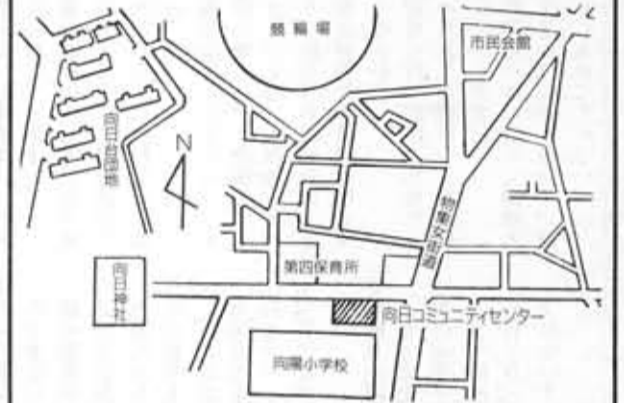 競輪場
市民会館
向日台団地
N
物集女街道
第四保育所
向日神社
向日コミュニティセンター
向陽小学校